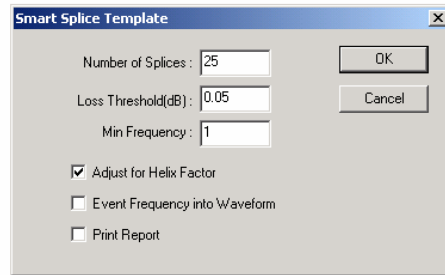 Smart Splice Template
Number of Splices : 25
OK
Loss Threshold(dB) : 0.05
Cancel
Min Frequency : 1
Adjust for Helix Factor
Event Frequency into Waveform
Print Report